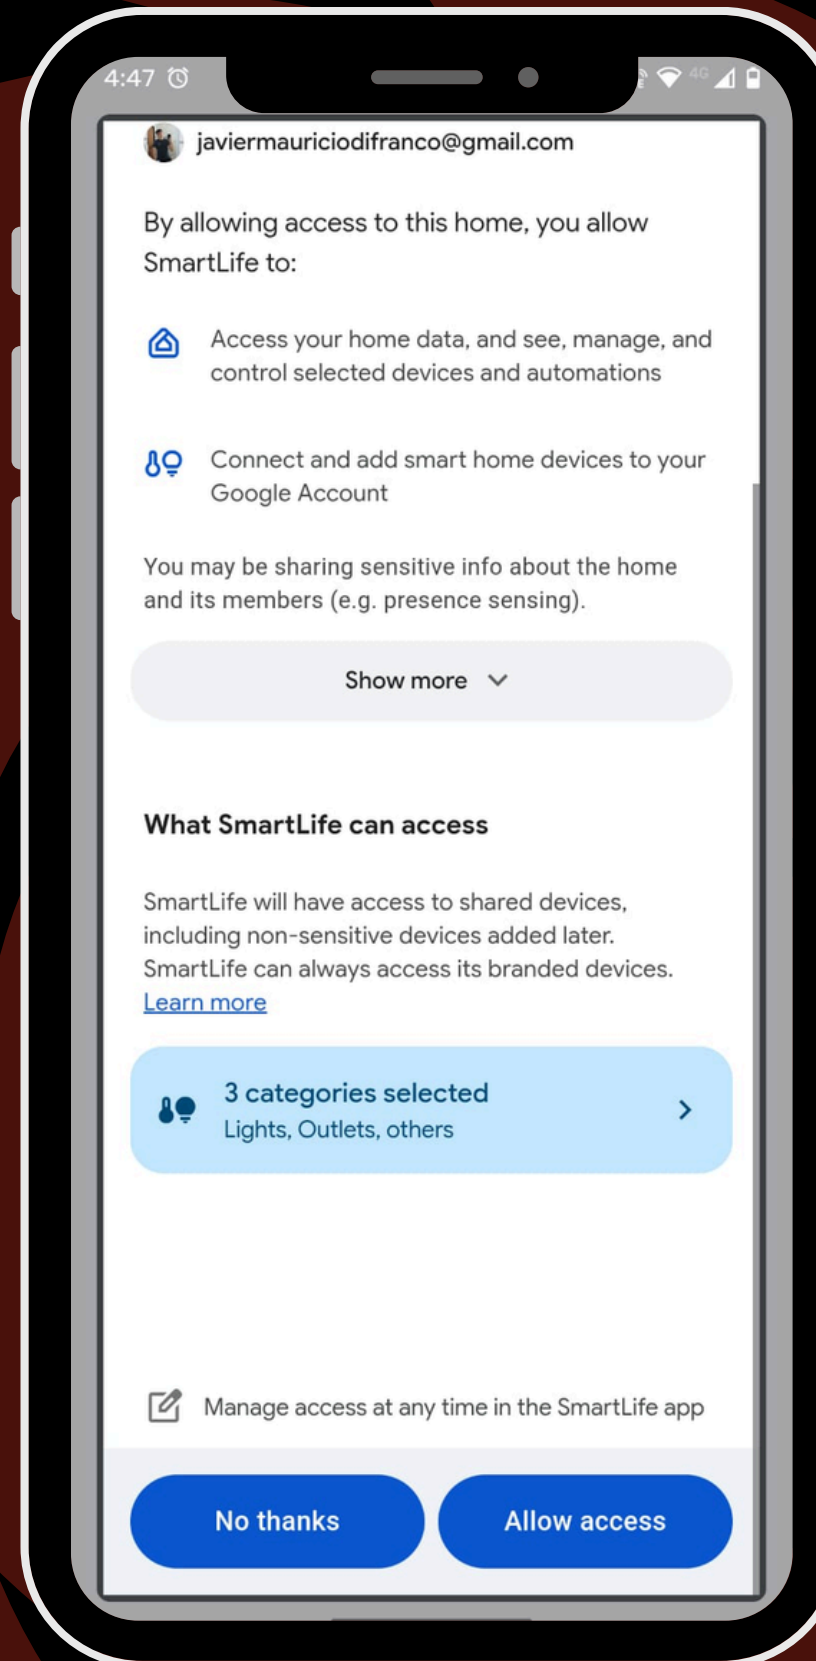 4:47
4G
javiermauriciodifranco@gmail.com
By allowing access to this home, you allow
SmartLife to:
Access your home data, and see, manage, and
control selected devices and automations
Connect and add smart home devices to your
Google Account
You may be sharing sensitive info about the home
and its members (e.g. presence sensing).
Show more
What SmartLife can access
SmartLife will have access to shared devices,
including non-sensitive devices added later.
SmartLife can always access its branded devices.
Learn more
3 categories selected
Lights, Outlets, others
Manage access at any time in the SmartLife app
No thanks
Allow access